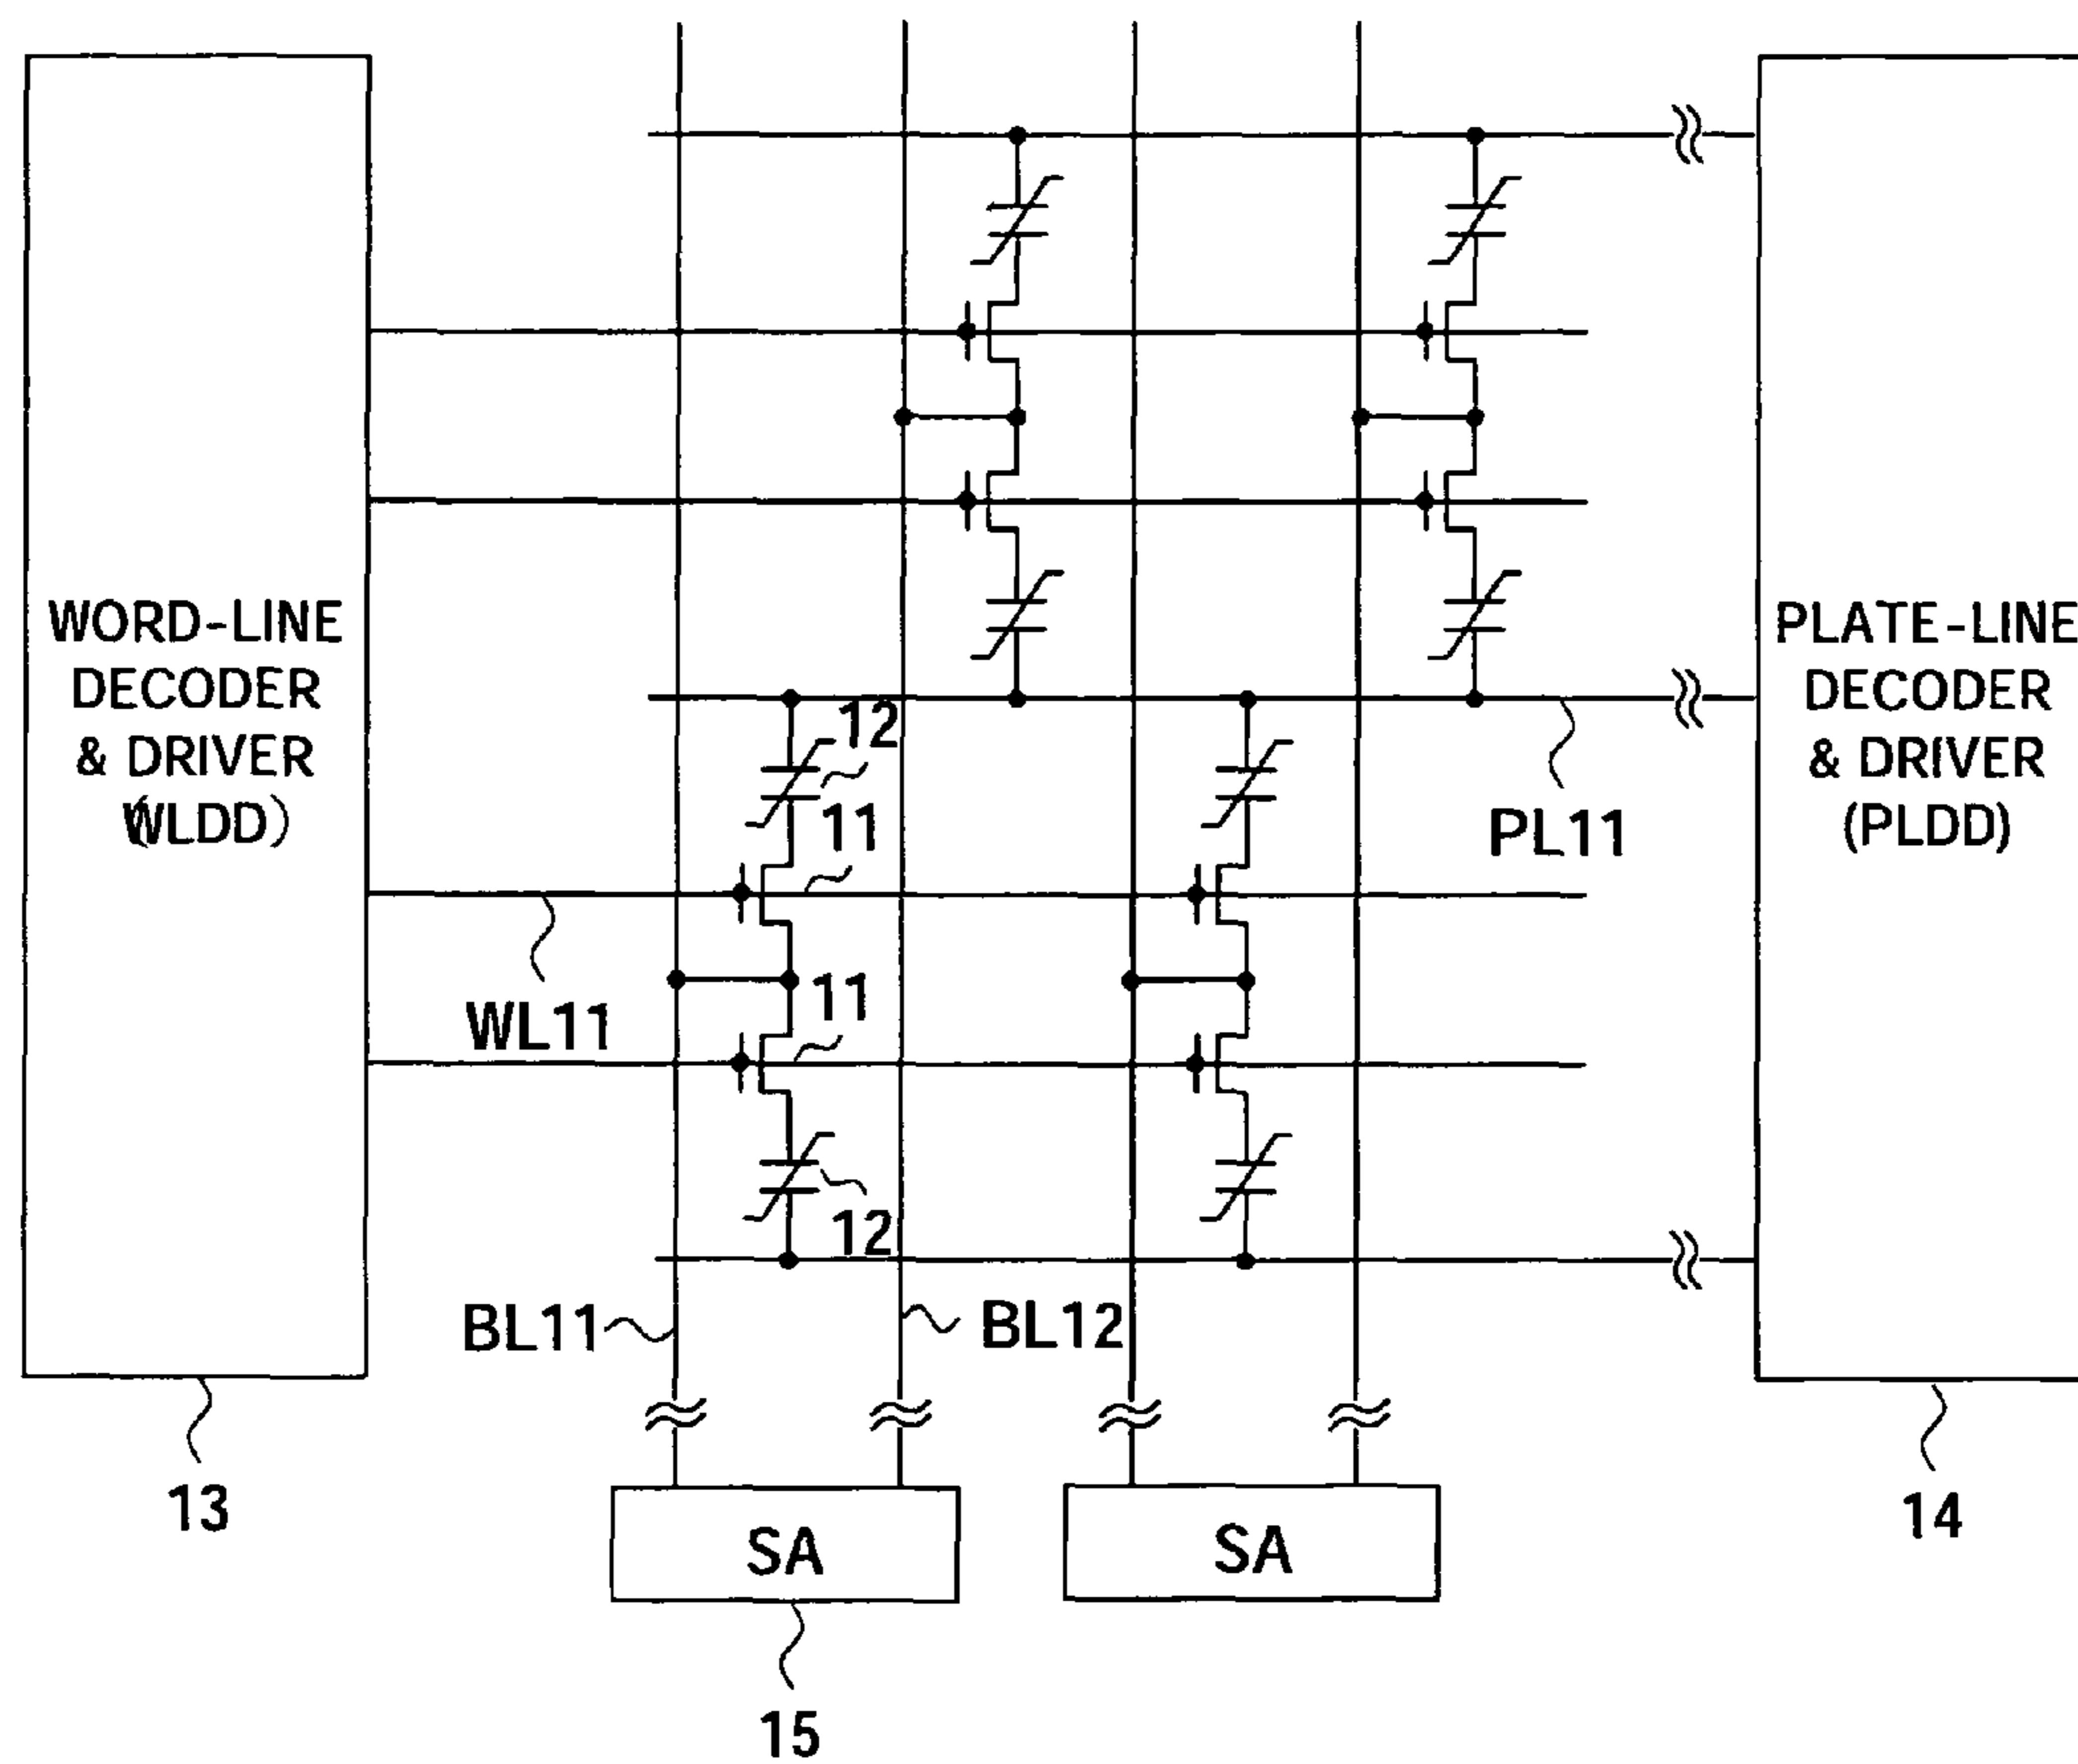 WORD-LINE
DECODER
& DRIVER
(WLDD)
PLATE-LINE
DECODER
& DRIVER
(PLDD)
12
11
PL11
11
WL11
12
BL11
BL12
13
SA
SA
14
15